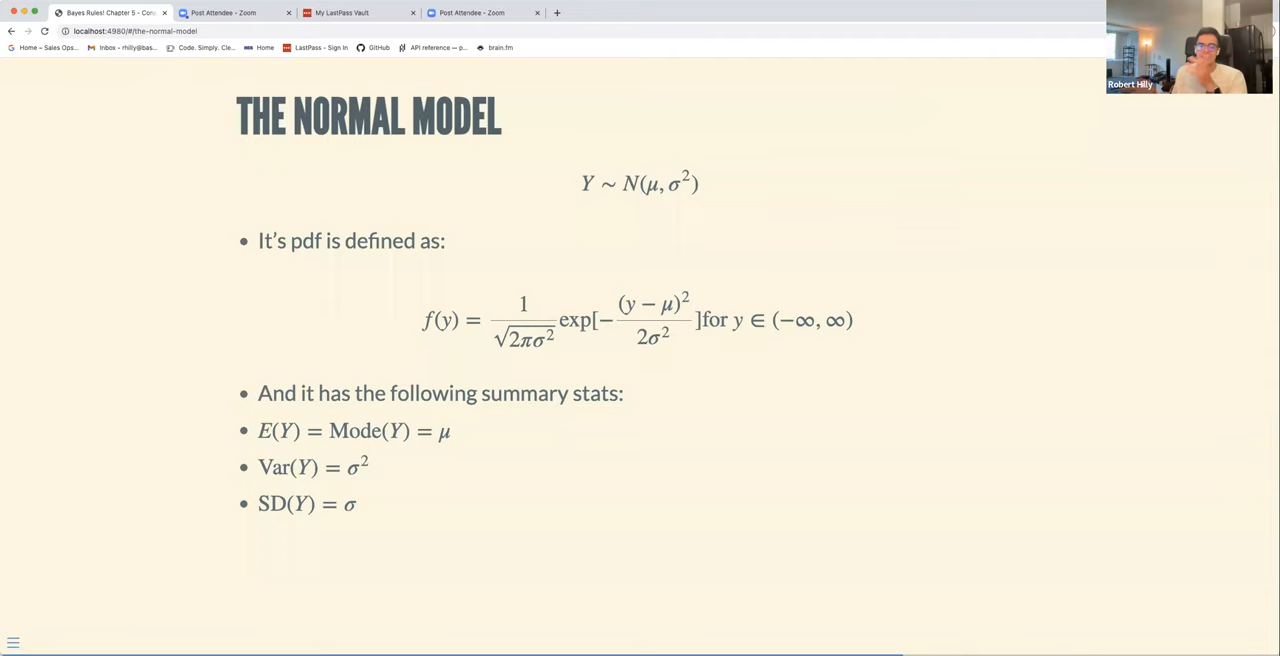 Bayes Rules! Chapter 5 - Con
Post Attendee - Zoom
My LastPass Vault
Post Attendee - Zoom
localhost:4980/#/the-normal-model
Home – Sales Ops...
Inbox - rhilly@bas...
Code. Simply. Cle...
Home
LastPass - Sign In
GitHub
API reference — p...
brain.fm
Robert Hilly
THE NORMAL MODEL
Y ~ N(μ, σ²)
• It's pdf is defined as:
f(y) = 1/√(2πσ²) exp[−(y − μ)²/2σ²]for y ∈ (−∞, ∞)
• And it has the following summary stats:
• E(Y) = Mode(Y) = μ
• Var(Y) = σ²
• SD(Y) = σ